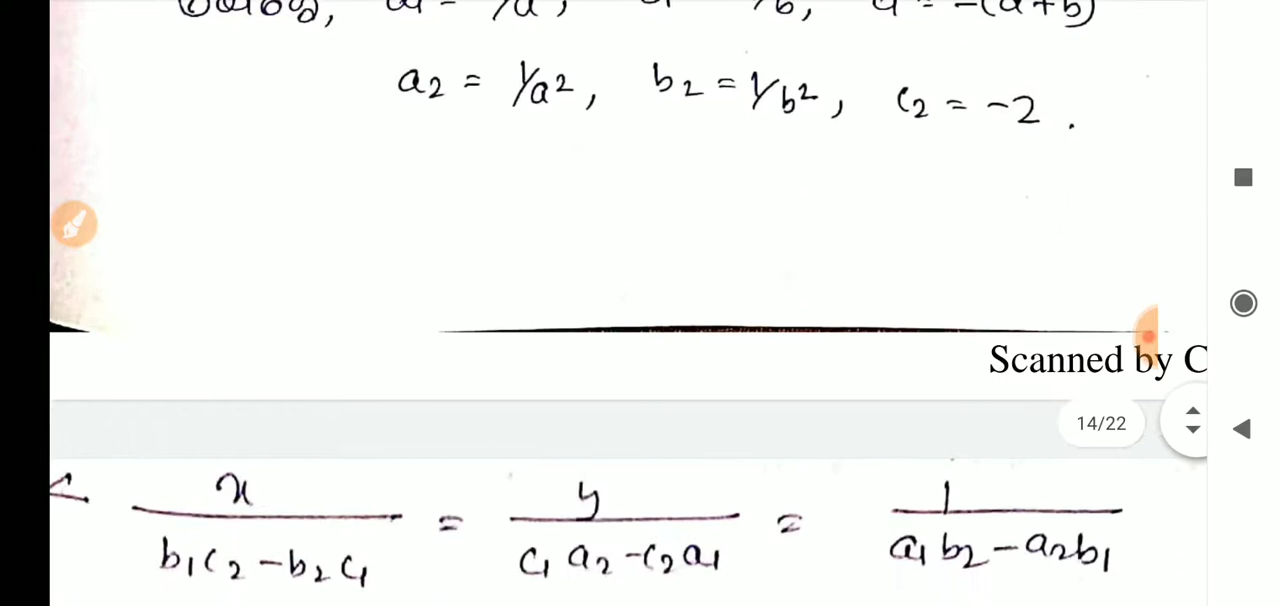 a2 = 1/a2, b2 = 1/b2, c2 = -2.
Scanned by C
14/22
x/(b1c2-b2c1) = y/(c1a2-c2a1) = 1/(a1b2-a2b1)